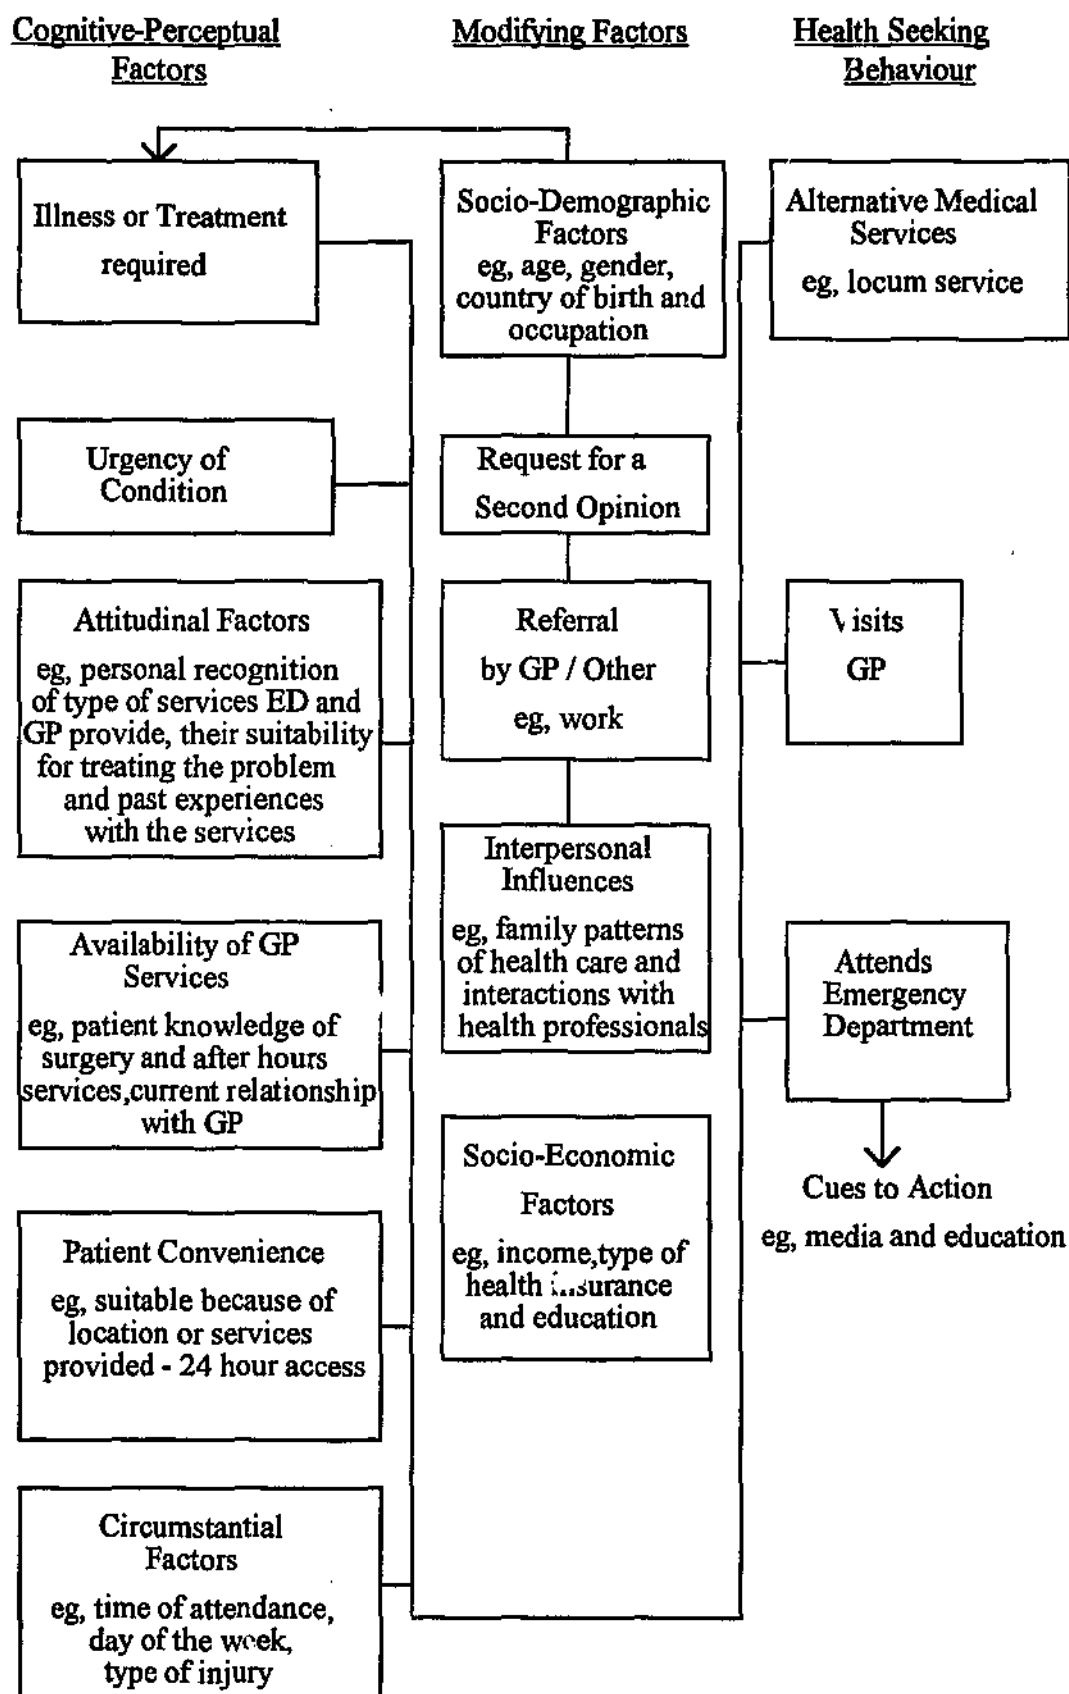 Cognitive-Perceptual
Factors
Modifying Factors
Health Seeking
Behaviour
Illness or Treatment
required
Urgency of
Condition
Attitudinal Factors
eg, personal recognition
of type of services ED and
GP provide, their suitability
for treating the problem
and past experiences
with the services
Availability of GP
Services
eg, patient knowledge of
surgery and after hours
services,current relationship
with GP
Patient Convenience
eg, suitable because of
location or services
provided - 24 hour access
Circumstantial
Factors
eg, time of attendance,
day of the week,
type of injury
Socio-Demographic
Factors
eg, age, gender,
country of birth and
occupation
Request for a
Second Opinion
Referral
by GP / Other
eg, work
Interpersonal
Influences
eg, family patterns
of health care and
interactions with
health professionals
Socio-Economic
Factors
eg, income,type of
health insurance
and education
Alternative Medical
Services
eg, locum service
Visits
GP
Attends
Emergency
Department
Cues to Action
eg, media and education